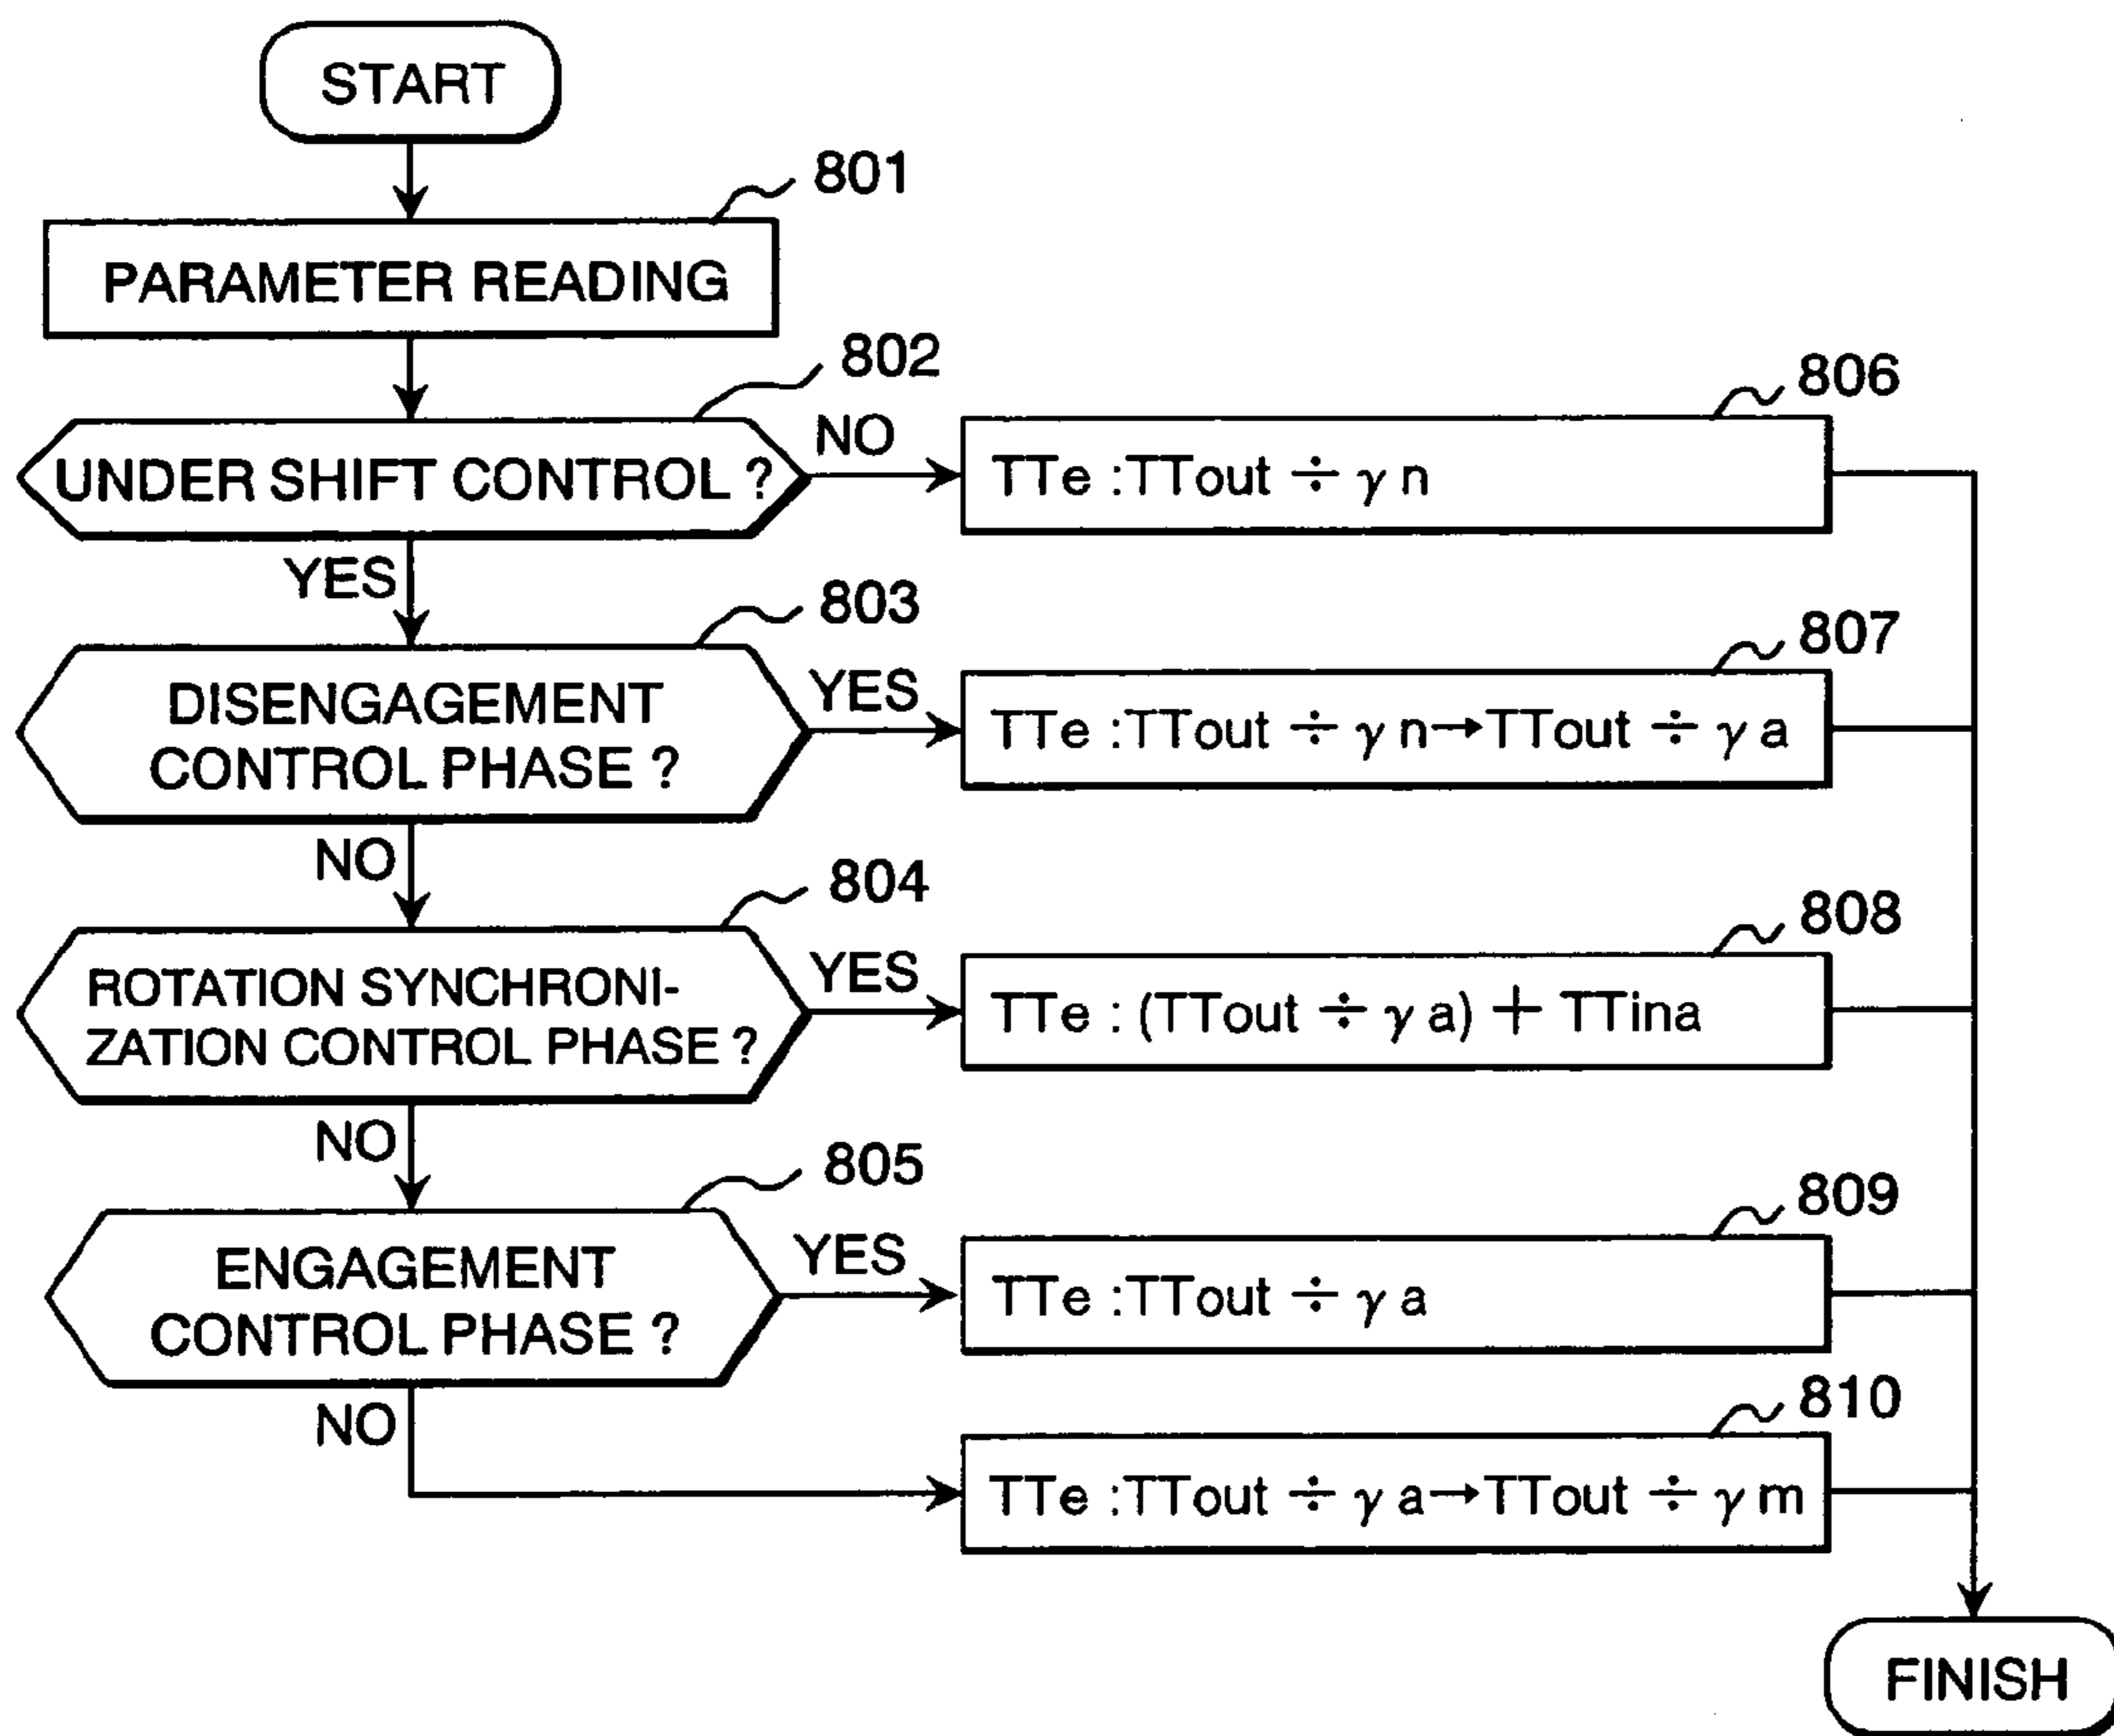 START
801
PARAMETER READING
802
UNDER SHIFT CONTROL ?
NO
806
TTe :TTout ÷ γ n
YES
803
DISENGAGEMENT
CONTROL PHASE ?
YES
807
TTe :TTout ÷ γ n→TTout ÷ γ a
NO
804
ROTATION SYNCHRONI-
ZATION CONTROL PHASE ?
YES
808
TTe : (TTout ÷ γ a) + TTina
NO
805
ENGAGEMENT
CONTROL PHASE ?
YES
809
TTe :TTout ÷ γ a
NO
810
TTe :TTout ÷ γ a→TTout ÷ γ m
FINISH